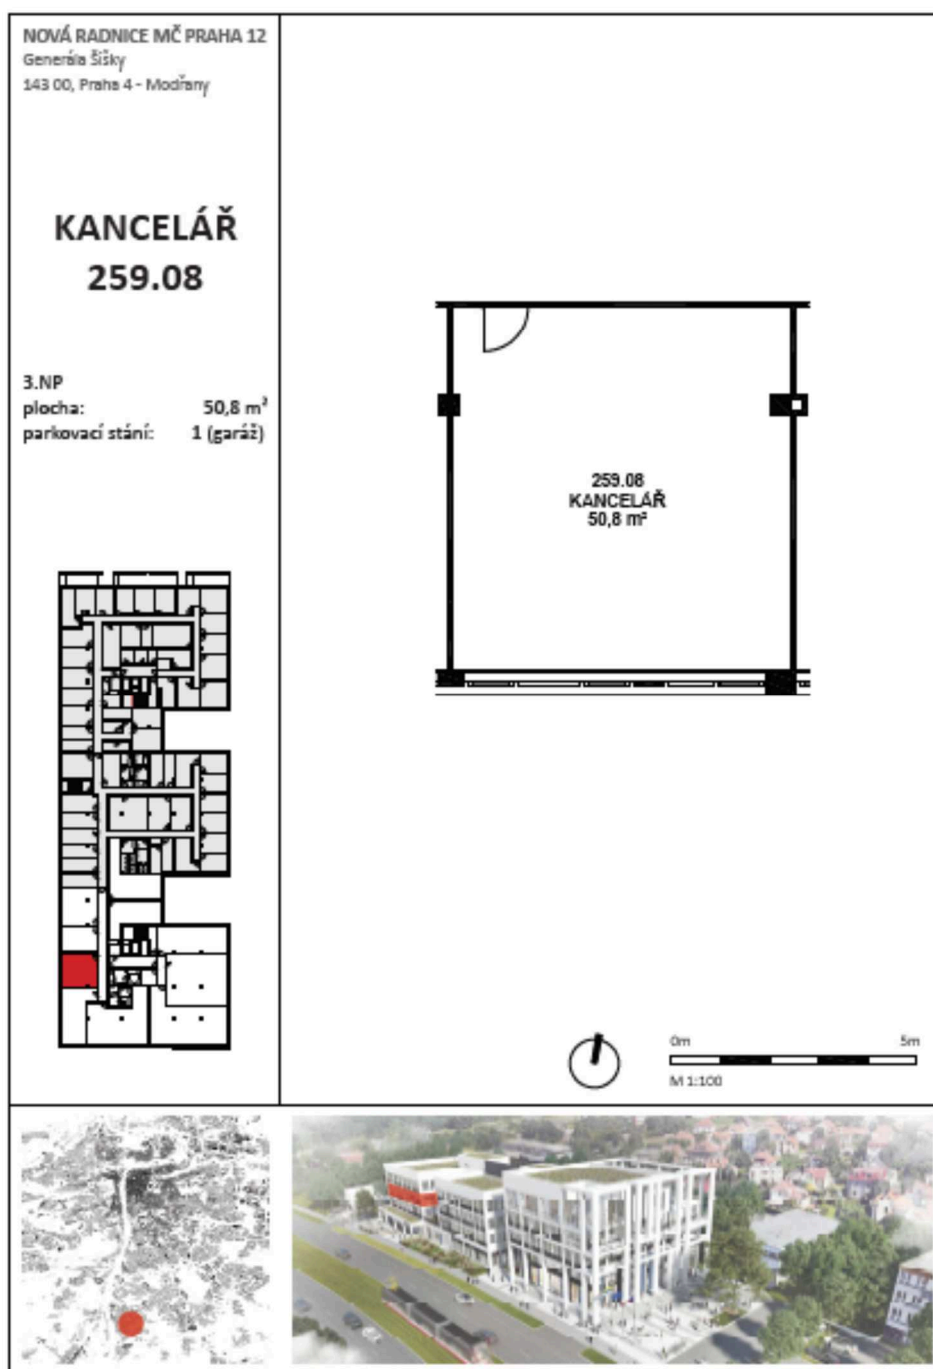 NOVÁ RADNICE MČ PRAHA 12
Generála Šišky
143 00, Praha 4 - Modřany
KANCELÁŘ
259.08
3.NP
plocha: 50,8 m²
parkovací stání: 1 (garáž)
259.08
KANCELÁŘ
50,8 m²
0m 5m
M 1:100